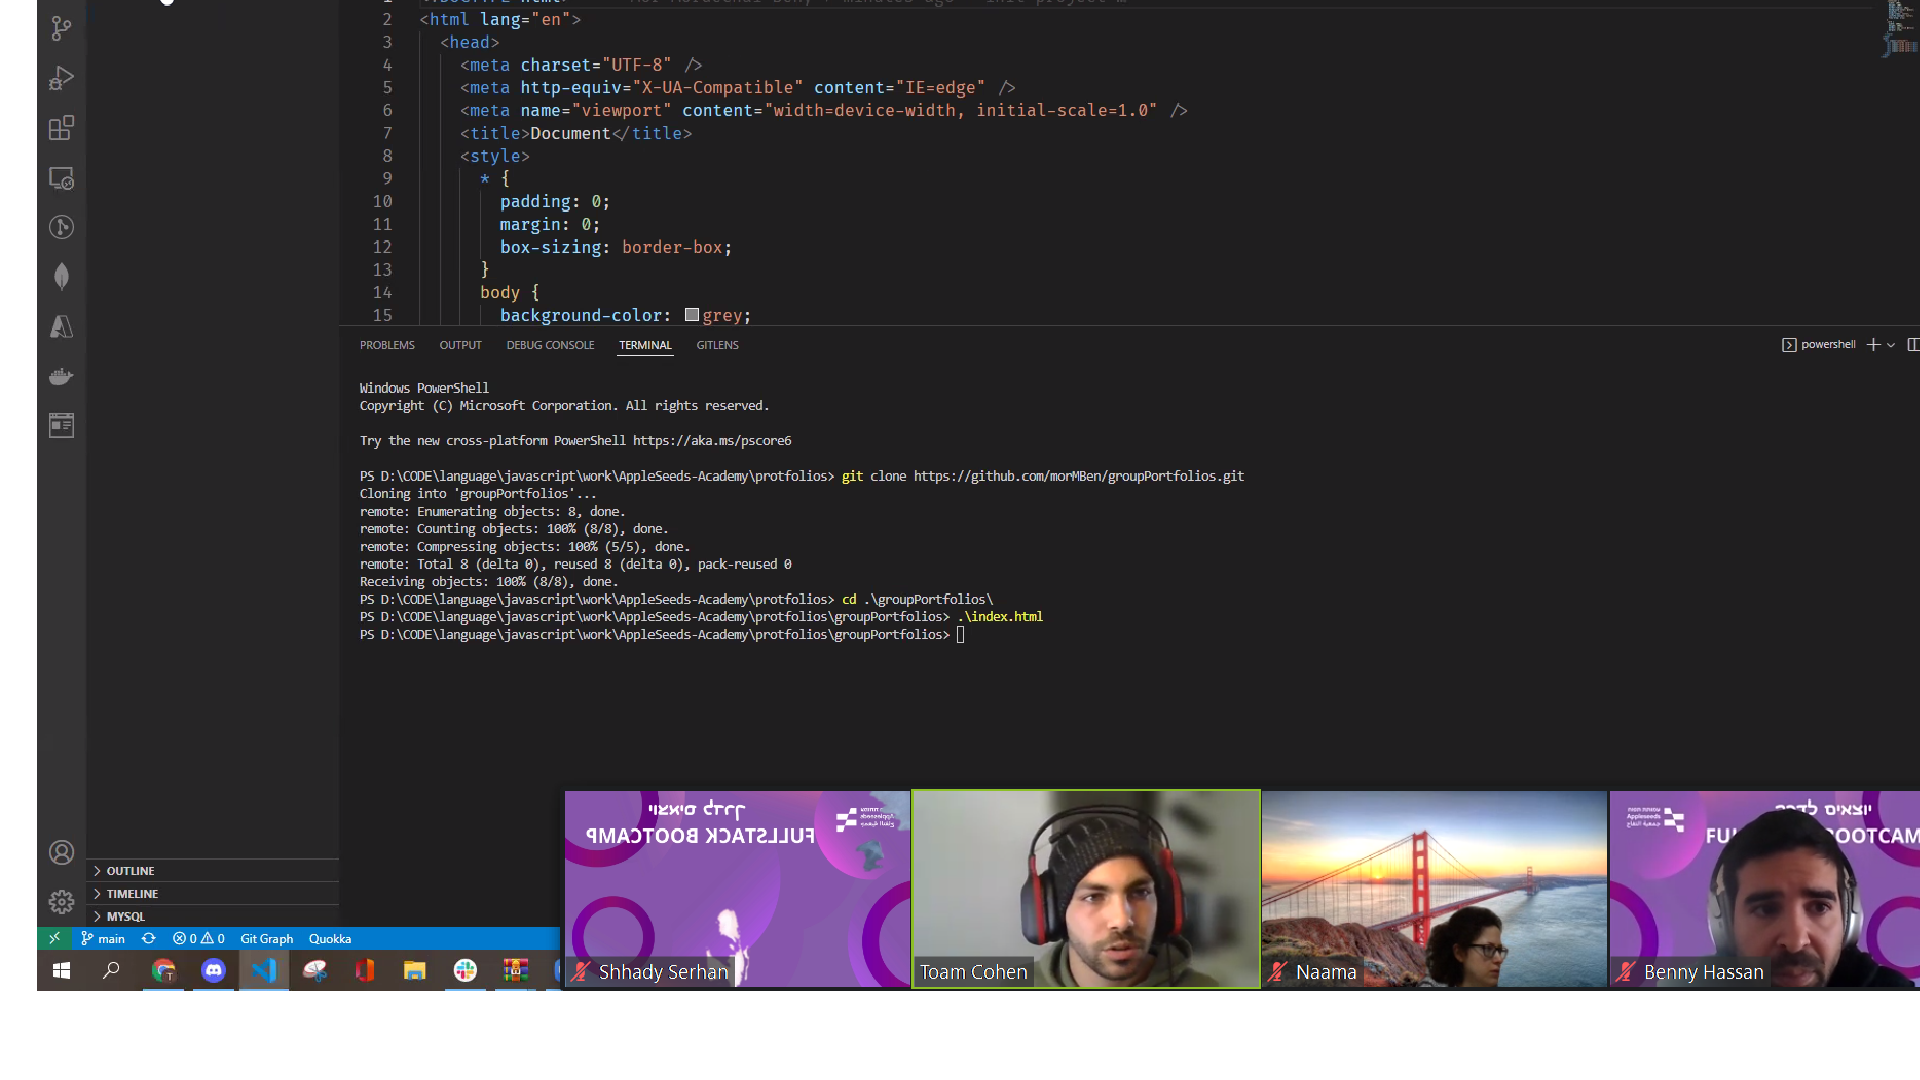 2 <html lang="en">
3 <head>
4 <meta charset="UTF-8" />
5 <meta http-equiv="X-UA-Compatible" content="IE=edge" />
6 <meta name="viewport" content="width=device-width, initial-scale=1.0" />
7 <title>Document</title>
8 <style>
9 * {
10 padding: 0;
11 margin: 0;
12 box-sizing: border-box;
13 }
14 body {
15 background-color: grey;
PROBLEMS OUTPUT DEBUG CONSOLE TERMINAL GITLENS
powershell
Windows PowerShell
Copyright (C) Microsoft Corporation. All rights reserved.
Try the new cross-platform PowerShell https://aka.ms/pscore6
PS D:\CODE\language\javascript\work\AppleSeeds-Academy\protfolios> git clone https://github.com/morMBen/groupPortfolios.git
Cloning into 'groupPortfolios'...
remote: Enumerating objects: 8, done.
remote: Counting objects: 100% (8/8), done.
remote: Compressing objects: 100% (5/5), done.
remote: Total 8 (delta 0), reused 8 (delta 0), pack-reused 0
Receiving objects: 100% (8/8), done.
PS D:\CODE\language\javascript\work\AppleSeeds-Academy\protfolios> cd .\groupPortfolios\
PS D:\CODE\language\javascript\work\AppleSeeds-Academy\protfolios\groupPortfolios> .\index.html
PS D:\CODE\language\javascript\work\AppleSeeds-Academy\protfolios\groupPortfolios>
OUTLINE
TIMELINE
MYSQL
main 0 0 Git Graph Quokka
יוצאים לדרך
FULLSTACK BOOTCAMP
Shhady Serhan
Toam Cohen
Naama
Appleseeds
Benny Hassan